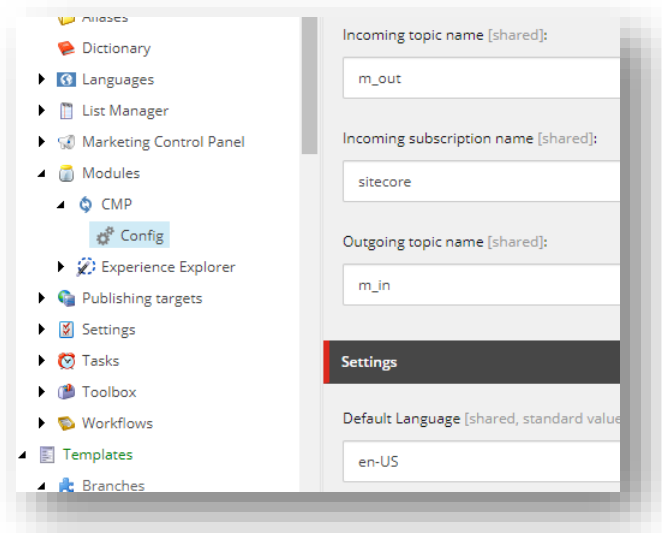 Aliases
Dictionary
Languages
List Manager
Marketing Control Panel
Modules
CMP
Config
Experience Explorer
Publishing targets
Settings
Tasks
Toolbox
Workflows
Templates
Branches
Incoming topic name [shared]:
m_out
Incoming subscription name [shared]:
sitecore
Outgoing topic name [shared]:
m_in
Settings
Default Language [shared, standard value
en-US